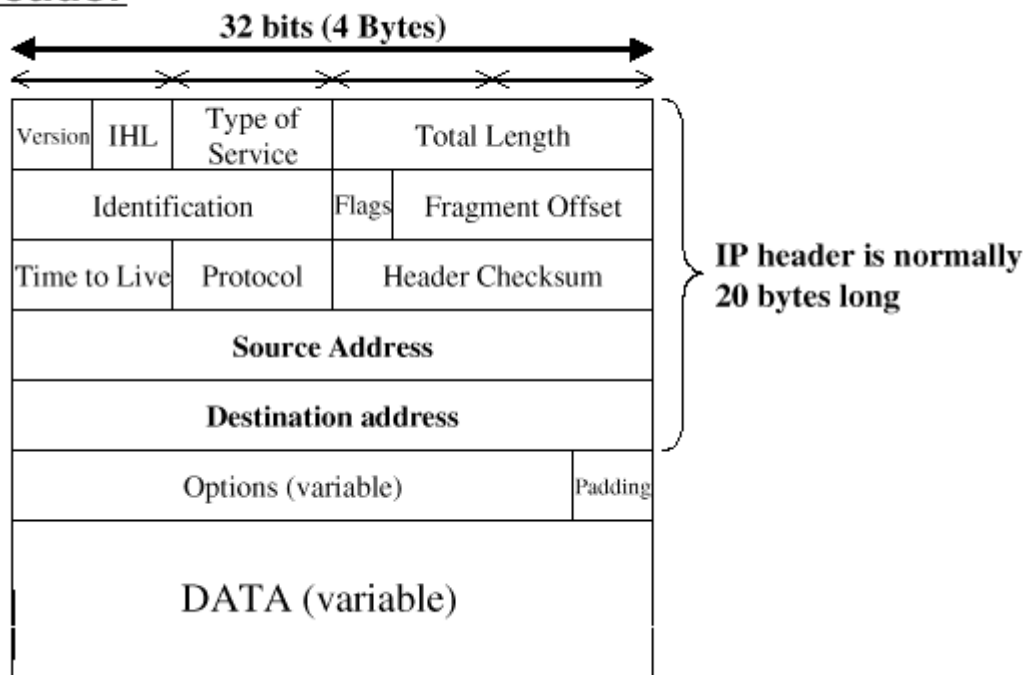 32 bits (4 Bytes)
Version IHL Type of Service Total Length
Identification Flags Fragment Offset
Time to Live Protocol Header Checksum
IP header is normally
20 bytes long
Source Address
Destination address
Options (variable) Padding
DATA (variable)